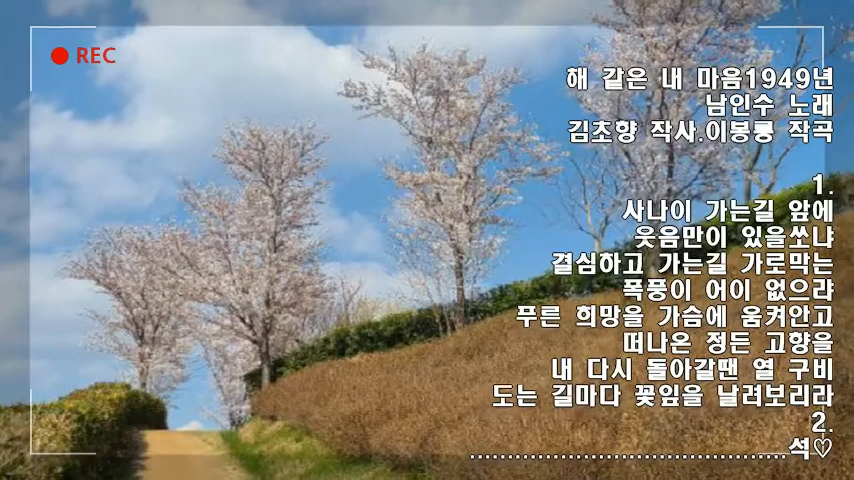 REC
해 같은 내 마음1949년
남인수 노래
김초향 작사.이봉룡 작곡
1.
사나이 가는길 앞에
웃음만이 있을쏘냐
결심하고 가는길 가로막는
폭풍이 어이 없으랴
푸른 희망을 가슴에 움켜안고
떠나온 정든 고향을
내 다시 돌아갈땐 열 구비
도는 길마다 꽃잎을 날려보리라
2.
.......................................석♡